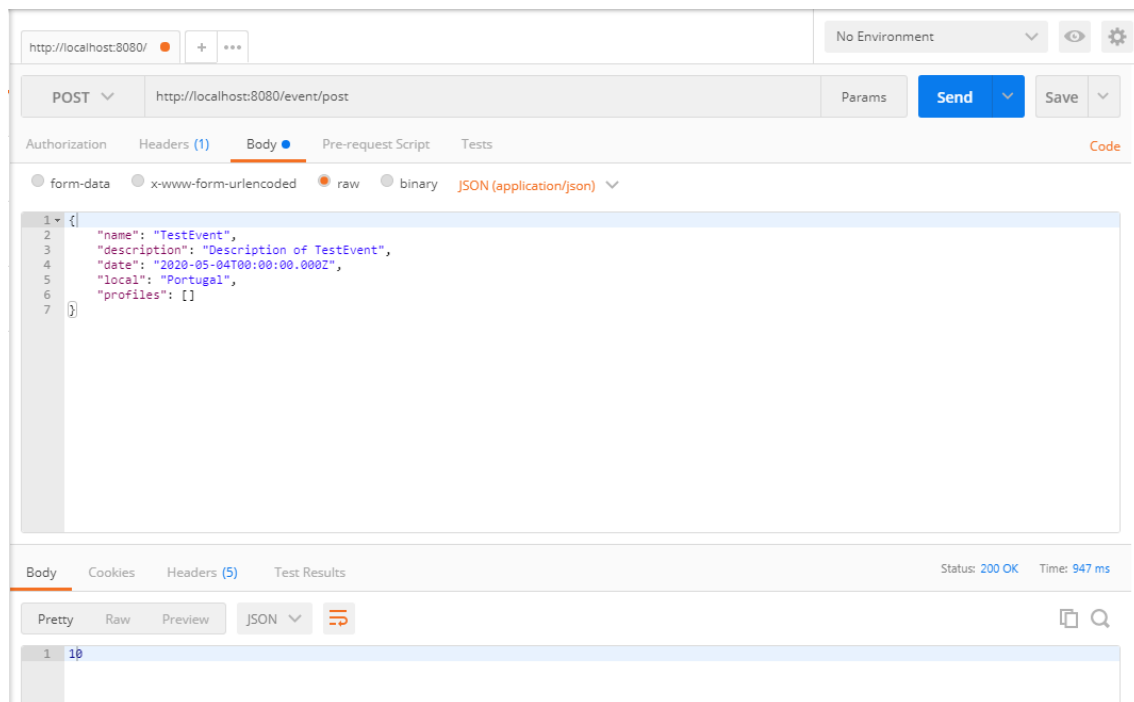 http://localhost:8080/ + ••• No Environment
POST http://localhost:8080/event/post Params Send Save
Authorization Headers (1) Body Pre-request Script Tests Code
form-data x-www-form-urlencoded raw binary JSON (application/json)
1 {
2 "name": "TestEvent",
3 "description": "Description of TestEvent",
4 "date": "2020-05-04T00:00:00.000Z",
5 "local": "Portugal",
6 "profiles": []
7 }
Body Cookies Headers (5) Test Results Status: 200 OK Time: 947 ms
Pretty Raw Preview JSON
1 10